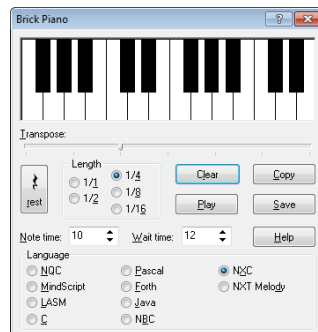 Brick Piano
Transpose:
Length
1/1
1/2
1/4
1/8
1/16
rest
Clear
Copy
Play
Save
Note time: 10
Wait time: 12
Help
Language
NQC
MindScript
LASM
C
Pascal
Forth
Java
NBC
NXC
NXT Melody